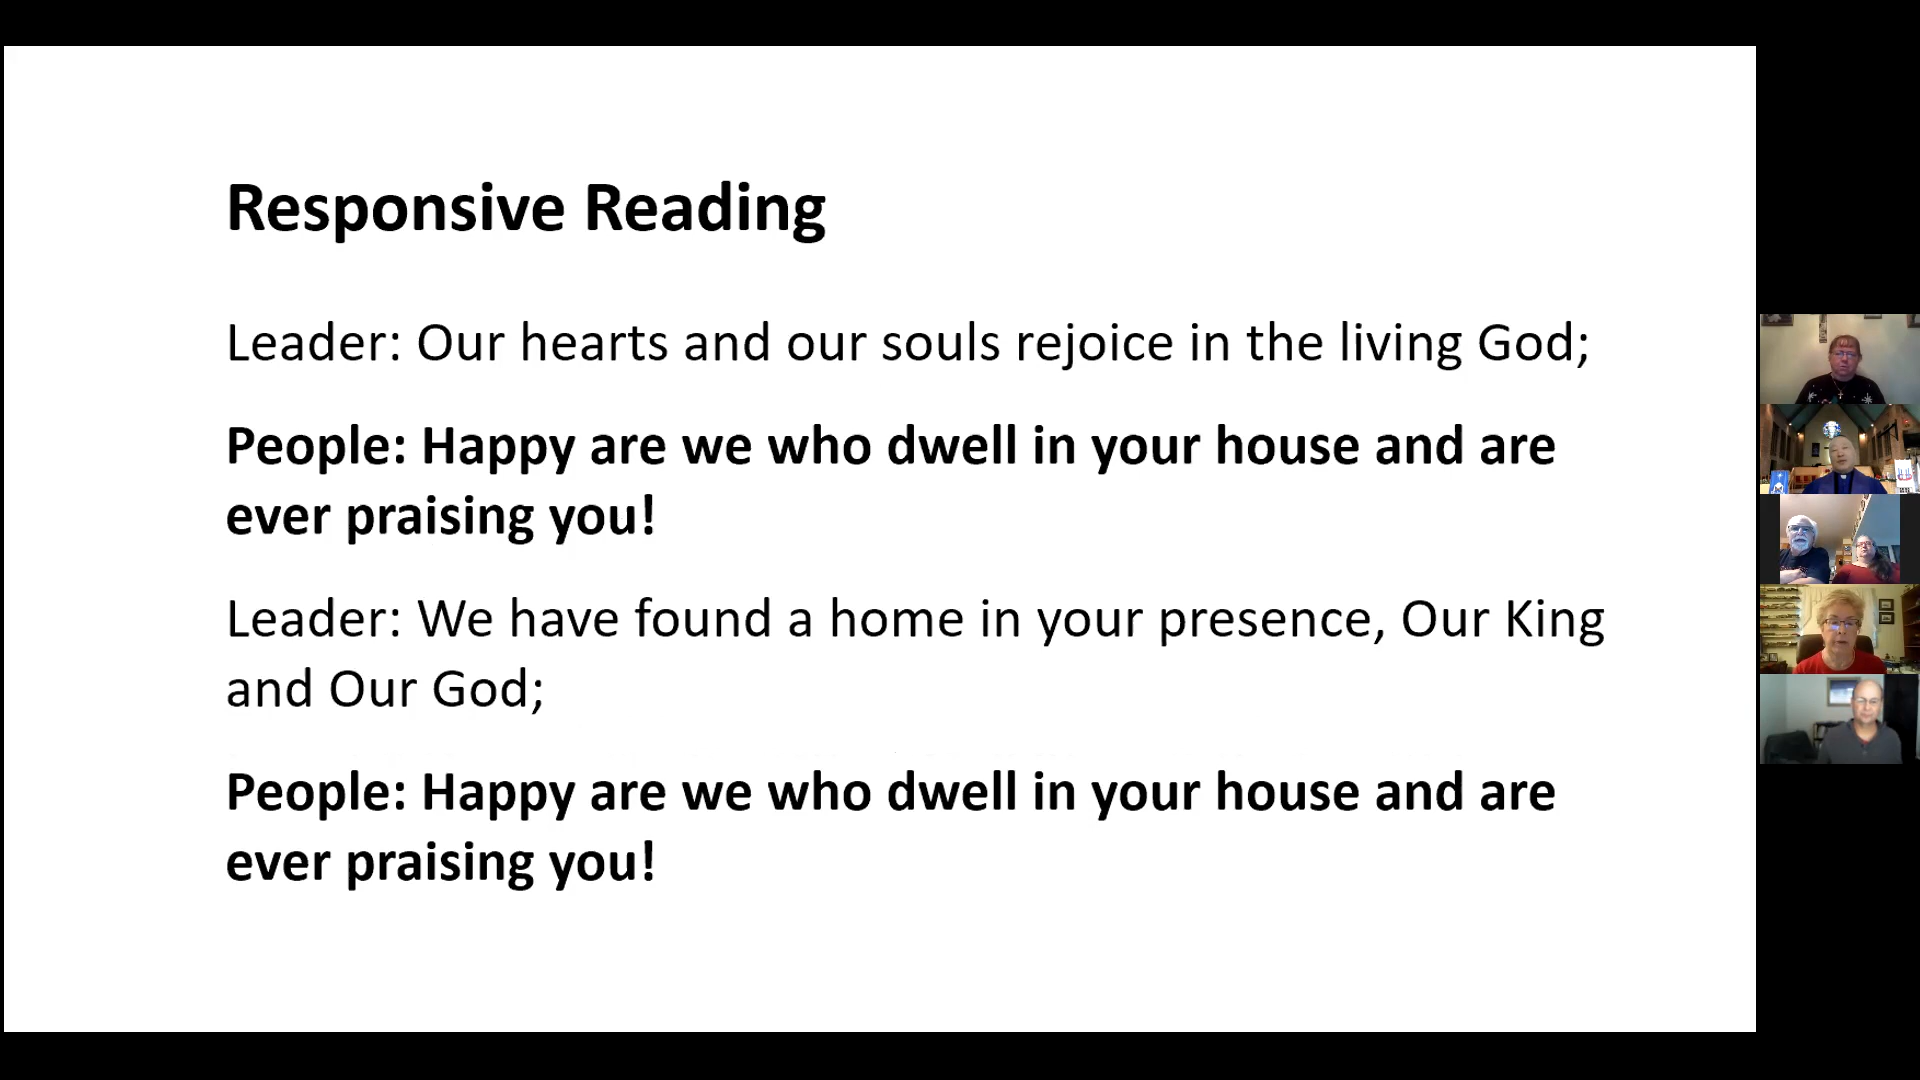 Responsive Reading
Leader: Our hearts and our souls rejoice in the living God;
People: Happy are we who dwell in your house and are
ever praising you!
Leader: We have found a home in your presence, Our King
and Our God;
People: Happy are we who dwell in your house and are
ever praising you!